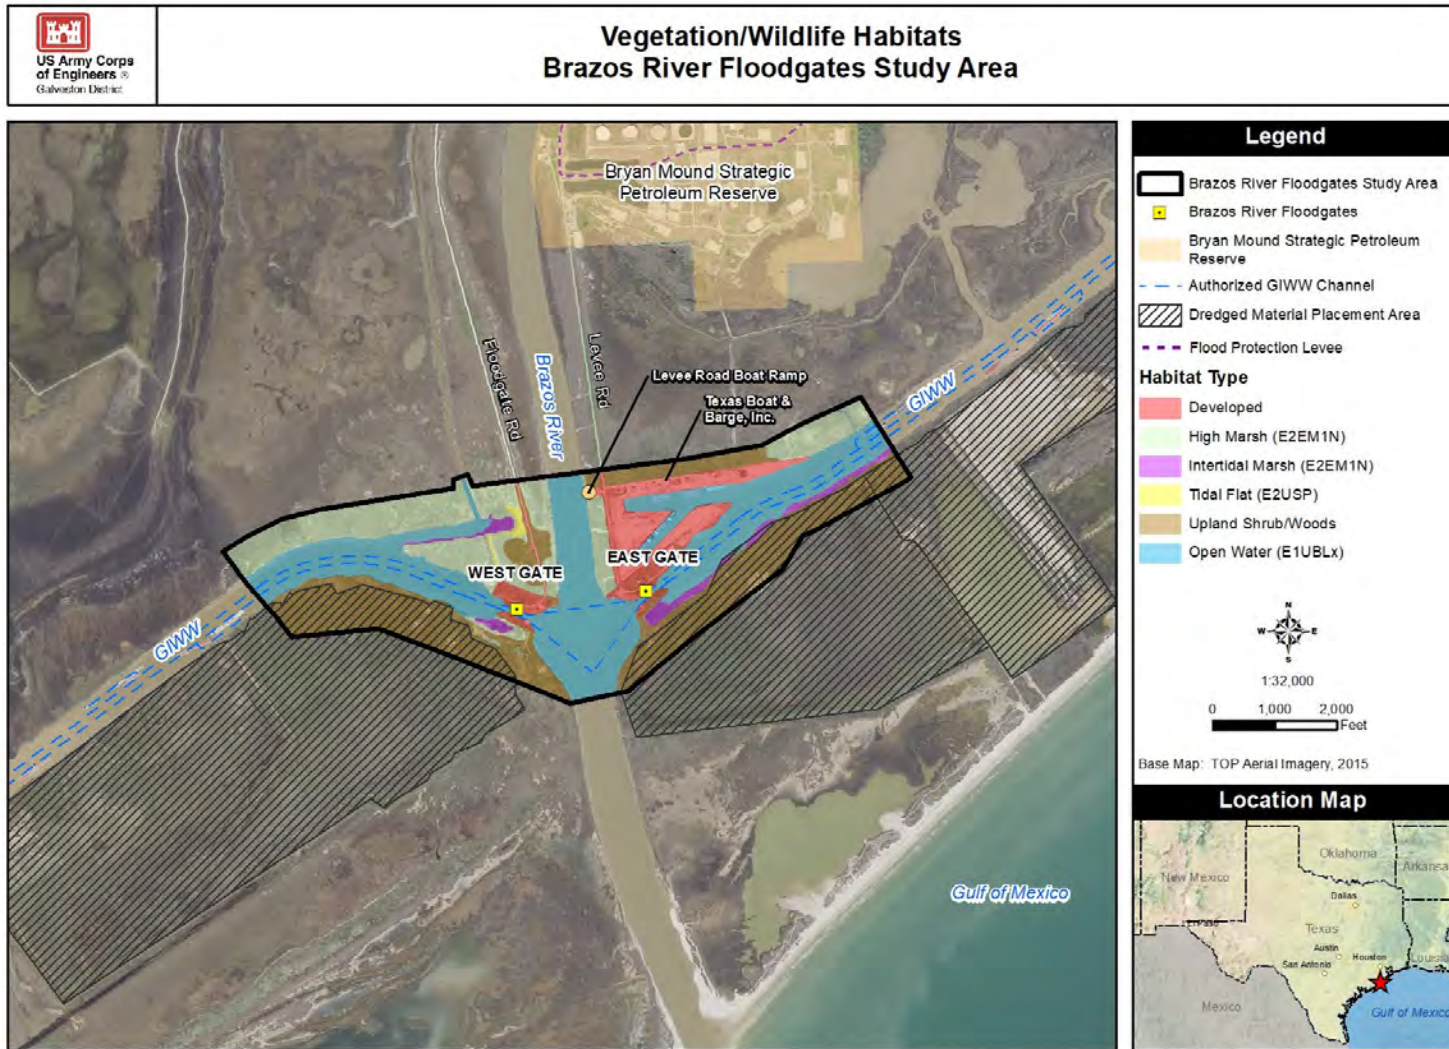 US Army Corps
of Engineers ®
Galveston District
Vegetation/Wildlife Habitats
Brazos River Floodgates Study Area
Bryan Mound Strategic
Petroleum Reserve
Floodgate Rd
Brazos River
Levee Rd
Levee Road Boat Ramp
Texas Boat &
Barge, Inc.
GIWW
WEST GATE
EAST GATE
GIWW
Gulf of Mexico
Legend
Brazos River Floodgates Study Area
Brazos River Floodgates
Bryan Mound Strategic Petroleum
Reserve
Authorized GIWW Channel
Dredged Material Placement Area
Flood Protection Levee
Habitat Type
Developed
High Marsh (E2EM1N)
Intertidal Marsh (E2EM1N)
Tidal Flat (E2USP)
Upland Shrub/Woods
Open Water (E1UBLx)
N
W E
S
1:32,000
0 1,000 2,000
Feet
Base Map: TOP Aerial Imagery, 2015
Location Map
Oklahoma
Arkansa
New Mexico
Dallas
El Paso
Texas
Austin
Houston
San Antonio
Louisia
Mexico
Gulf of Mexico